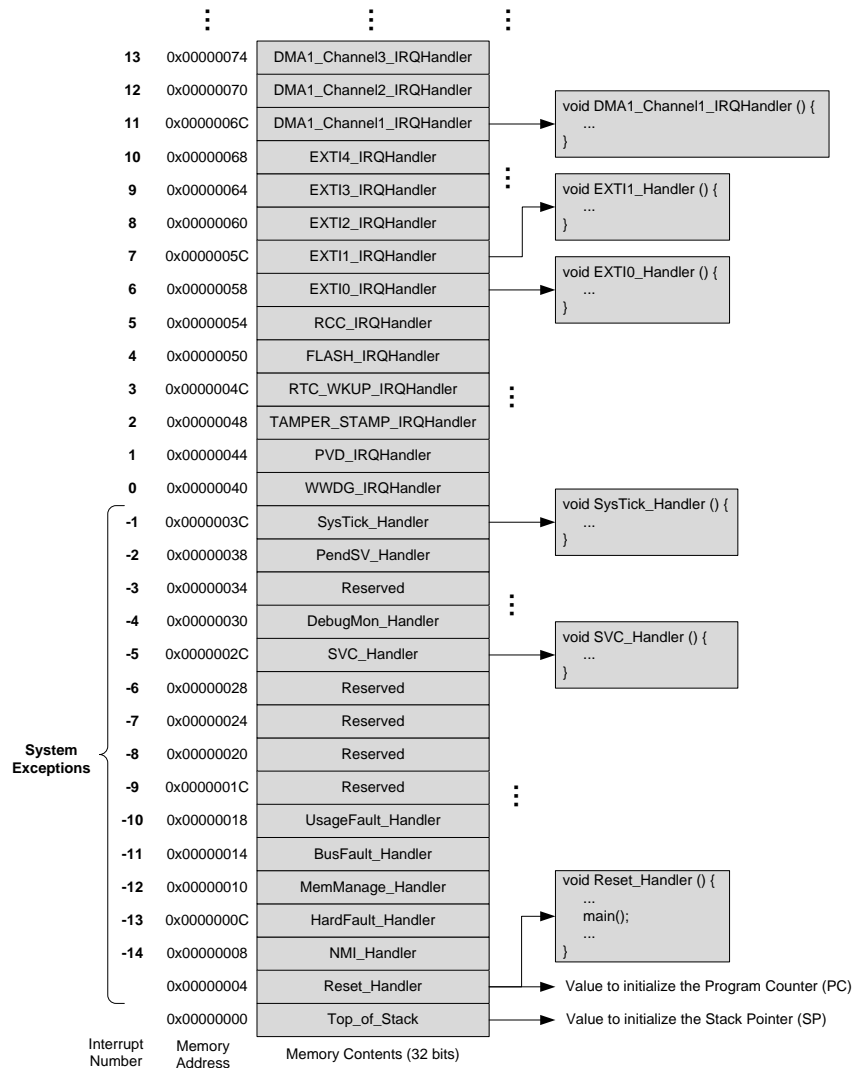 13 0x00000074 DMA1_Channel3_IRQHandler
12 0x00000070 DMA1_Channel2_IRQHandler
11 0x0000006C DMA1_Channel1_IRQHandler
void DMA1_Channel1_IRQHandler () {
...
}
10 0x00000068 EXTI4_IRQHandler
9 0x00000064 EXTI3_IRQHandler
8 0x00000060 EXTI2_IRQHandler
void EXTI1_Handler () {
...
}
7 0x0000005C EXTI1_IRQHandler
6 0x00000058 EXTI0_IRQHandler
void EXTI0_Handler () {
...
}
5 0x00000054 RCC_IRQHandler
4 0x00000050 FLASH_IRQHandler
3 0x0000004C RTC_WKUP_IRQHandler
2 0x00000048 TAMPER_STAMP_IRQHandler
1 0x00000044 PVD_IRQHandler
0 0x00000040 WWDG_IRQHandler
-1 0x0000003C SysTick_Handler
void SysTick_Handler () {
...
}
-2 0x00000038 PendSV_Handler
-3 0x00000034 Reserved
-4 0x00000030 DebugMon_Handler
-5 0x0000002C SVC_Handler
void SVC_Handler () {
...
}
-6 0x00000028 Reserved
-7 0x00000024 Reserved
System
Exceptions
-8 0x00000020 Reserved
-9 0x0000001C Reserved
-10 0x00000018 UsageFault_Handler
-11 0x00000014 BusFault_Handler
-12 0x00000010 MemManage_Handler
-13 0x0000000C HardFault_Handler
-14 0x00000008 NMI_Handler
void Reset_Handler () {
...
main();
...
}
0x00000004 Reset_Handler Value to initialize the Program Counter (PC)
0x00000000 Top_of_Stack Value to initialize the Stack Pointer (SP)
Interrupt
Number
Memory
Address
Memory Contents (32 bits)